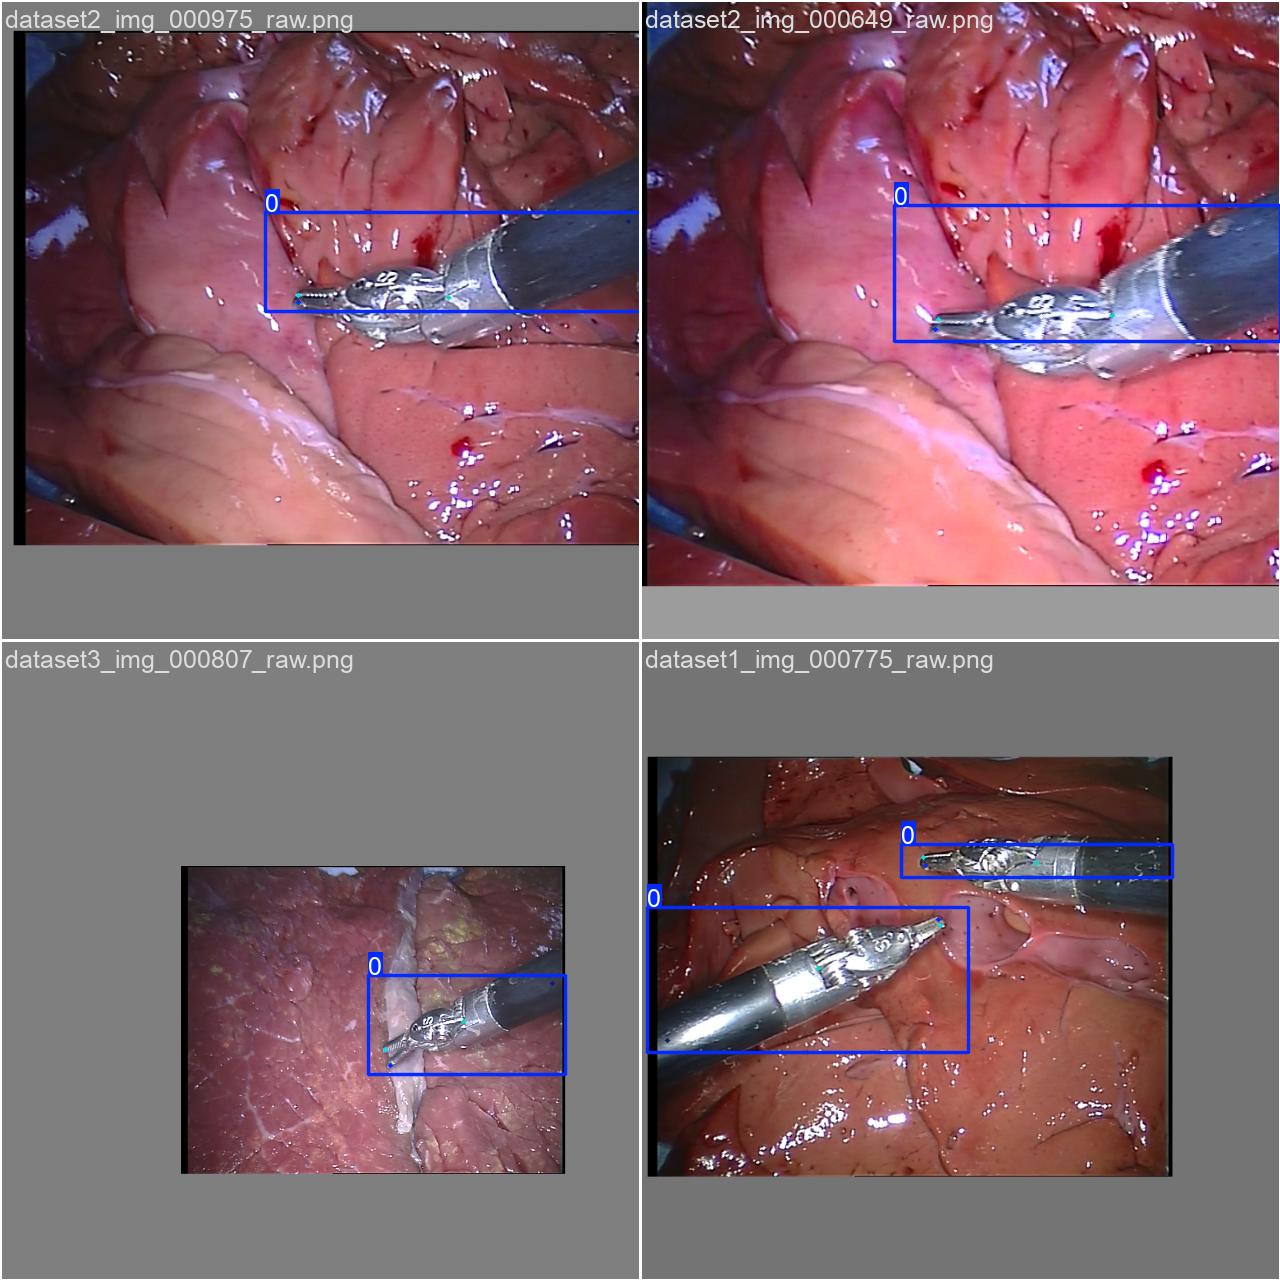 dataset2_img_000975_raw.png
dataset2_img_000649_raw.png
0
0
dataset3_img_000807_raw.png
dataset1_img_000775_raw.png
0
0
0